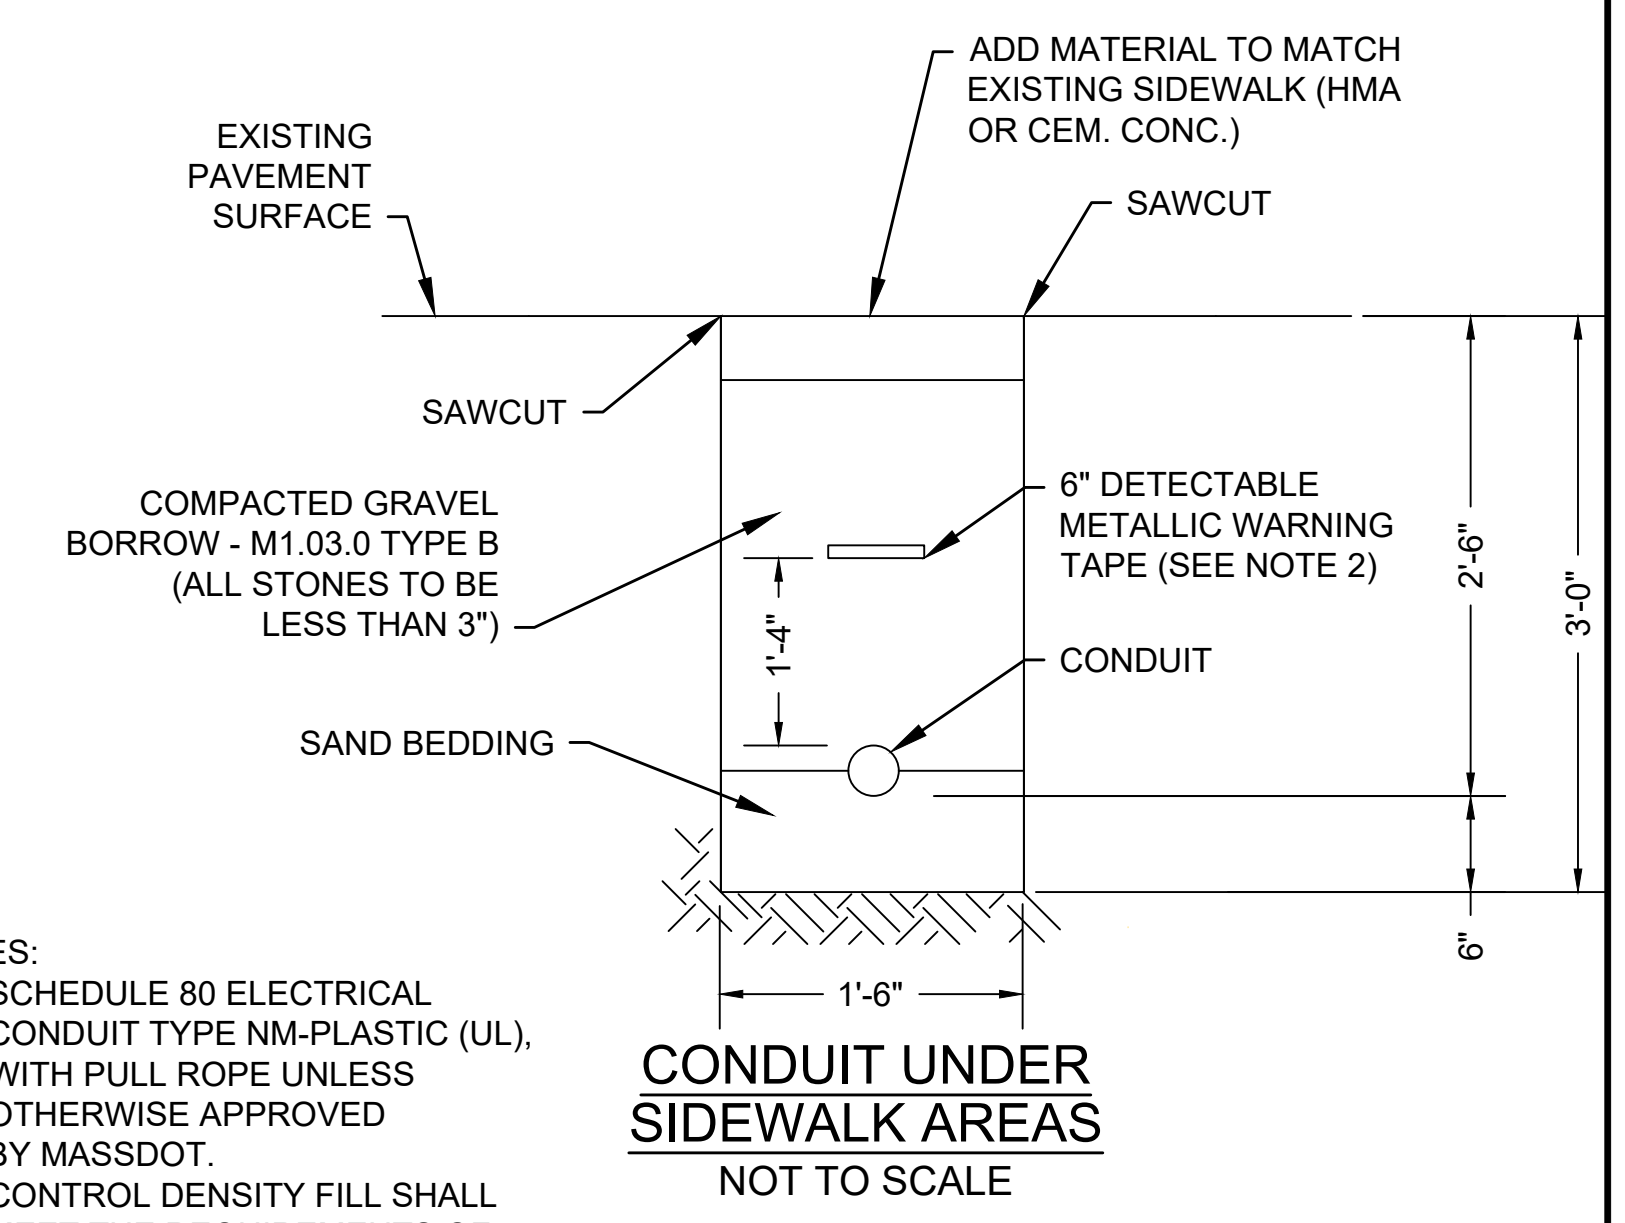 ADD MATERIAL TO MATCH
EXISTING SIDEWALK (HMA
OR CEM. CONC.)
EXISTING
PAVEMENT
SURFACE
SAWCUT
SAWCUT
COMPACTED GRAVEL
BORROW - M1.03.0 TYPE B
(ALL STONES TO BE
LESS THAN 3")
6" DETECTABLE
METALLIC WARNING
TAPE (SEE NOTE 2)
2'-6"
3'-0"
1'-4"
CONDUIT
SAND BEDDING
6"
1'-6"
CONDUIT UNDER
SIDEWALK AREAS
NOT TO SCALE
ES:
SCHEDULE 80 ELECTRICAL
CONDUIT TYPE NM-PLASTIC (UL),
WITH PULL ROPE UNLESS
OTHERWISE APPROVED
BY MASSDOT.
CONTROL DENSITY FILL SHALL